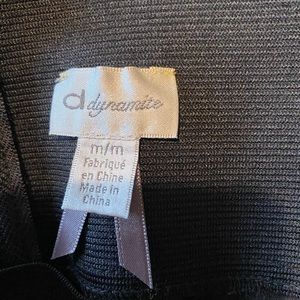 d dynamite
m/m
Fabriqué
en Chine
Made in
China